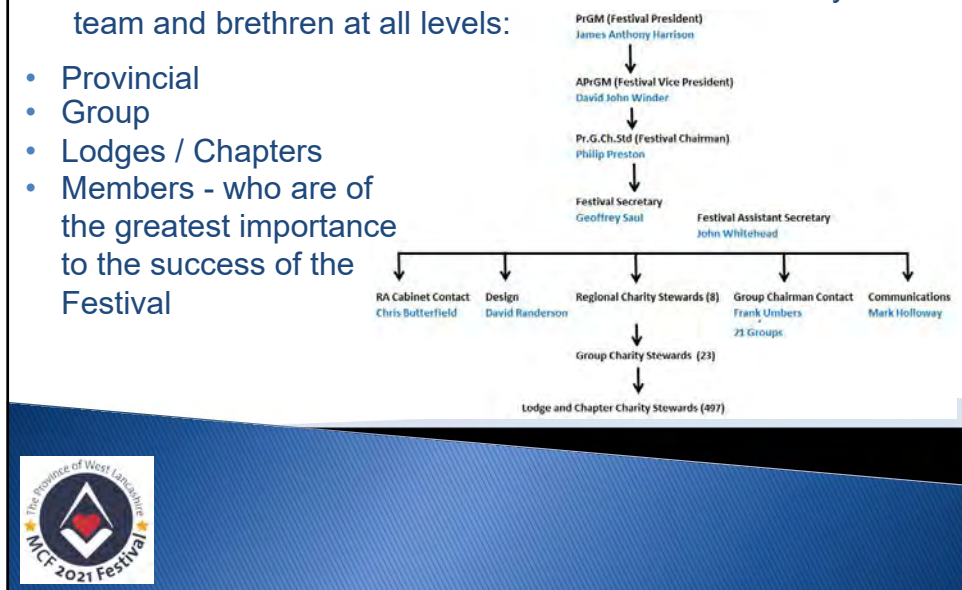 team and brethren at all levels:
• Provincial
• Group
• Lodges / Chapters
• Members - who are of
the greatest importance
to the success of the
Festival
PrGM (Festival President)
James Anthony Harrison
APrGM (Festival Vice President)
David John Winder
Pr.G.Ch.Std (Festival Chairman)
Philip Preston
Festival Secretary
Geoffrey Saul
Festival Assistant Secretary
John Whitehead
RA Cabinet Contact
Chris Butterfield
Design
David Randerson
Regional Charity Stewards (8)
Group Chairman Contact
Frank Umbers
21 Groups
Communications
Mark Holloway
Group Charity Stewards (23)
Lodge and Chapter Charity Stewards (497)
The Province of West Lancashire
MCF 2021 Festival